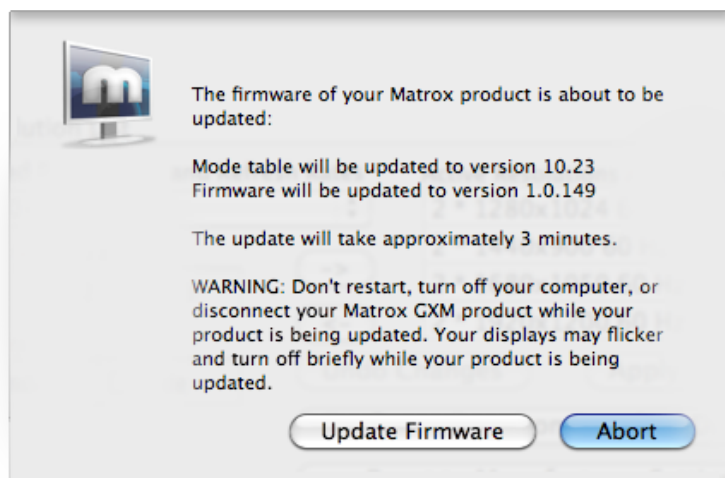 The firmware of your Matrox product is about to be
updated:
Mode table will be updated to version 10.23
Firmware will be updated to version 1.0.149
The update will take approximately 3 minutes.
WARNING: Don't restart, turn off your computer, or
disconnect your Matrox GXM product while your
product is being updated. Your displays may flicker
and turn off briefly while your product is being
updated.
Update Firmware
Abort